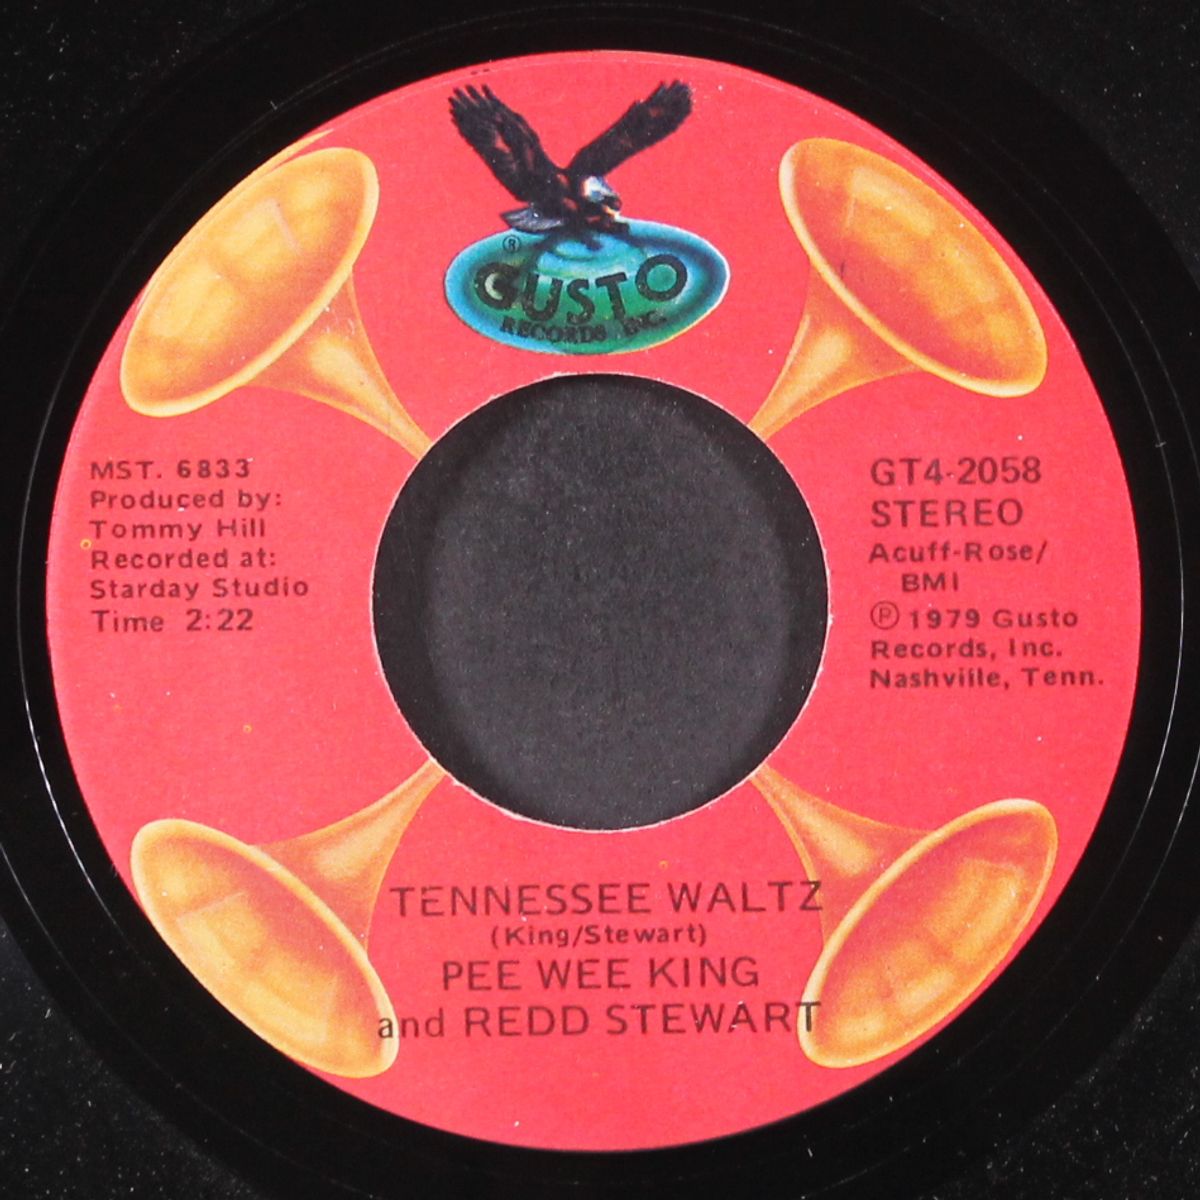 ®
GUSTO
RECORDS INC.
MST. 6833
Produced by:
Tommy Hill
Recorded at:
Starday Studio
Time 2:22
GT4-2058
STEREO
Acuff-Rose/
BMI
℗ 1979 Gusto
Records, Inc.
Nashville, Tenn.
TENNESSEE WALTZ
(King/Stewart)
PEE WEE KING
and REDD STEWART